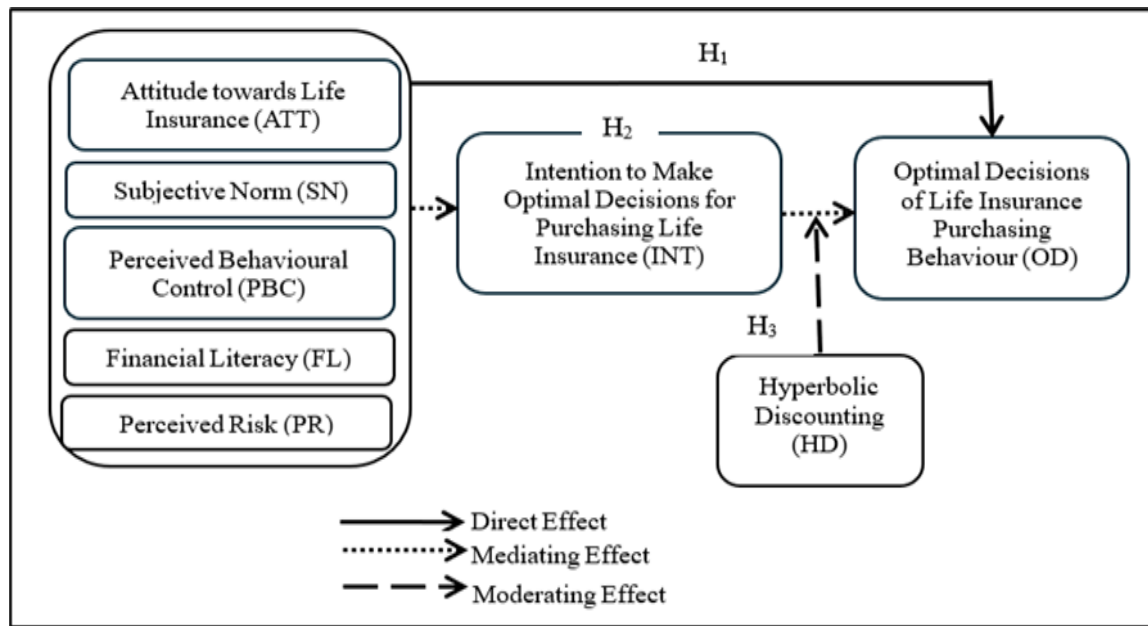 H₁
Attitude towards Life
Insurance (ATT)
Subjective Norm (SN)
Perceived Behavioural
Control (PBC)
Financial Literacy (FL)
Perceived Risk (PR)
H₂
Intention to Make
Optimal Decisions for
Purchasing Life
Insurance (INT)
Optimal Decisions
of Life Insurance
Purchasing
Behaviour (OD)
H₃
Hyperbolic
Discounting
(HD)
Direct Effect
Mediating Effect
Moderating Effect